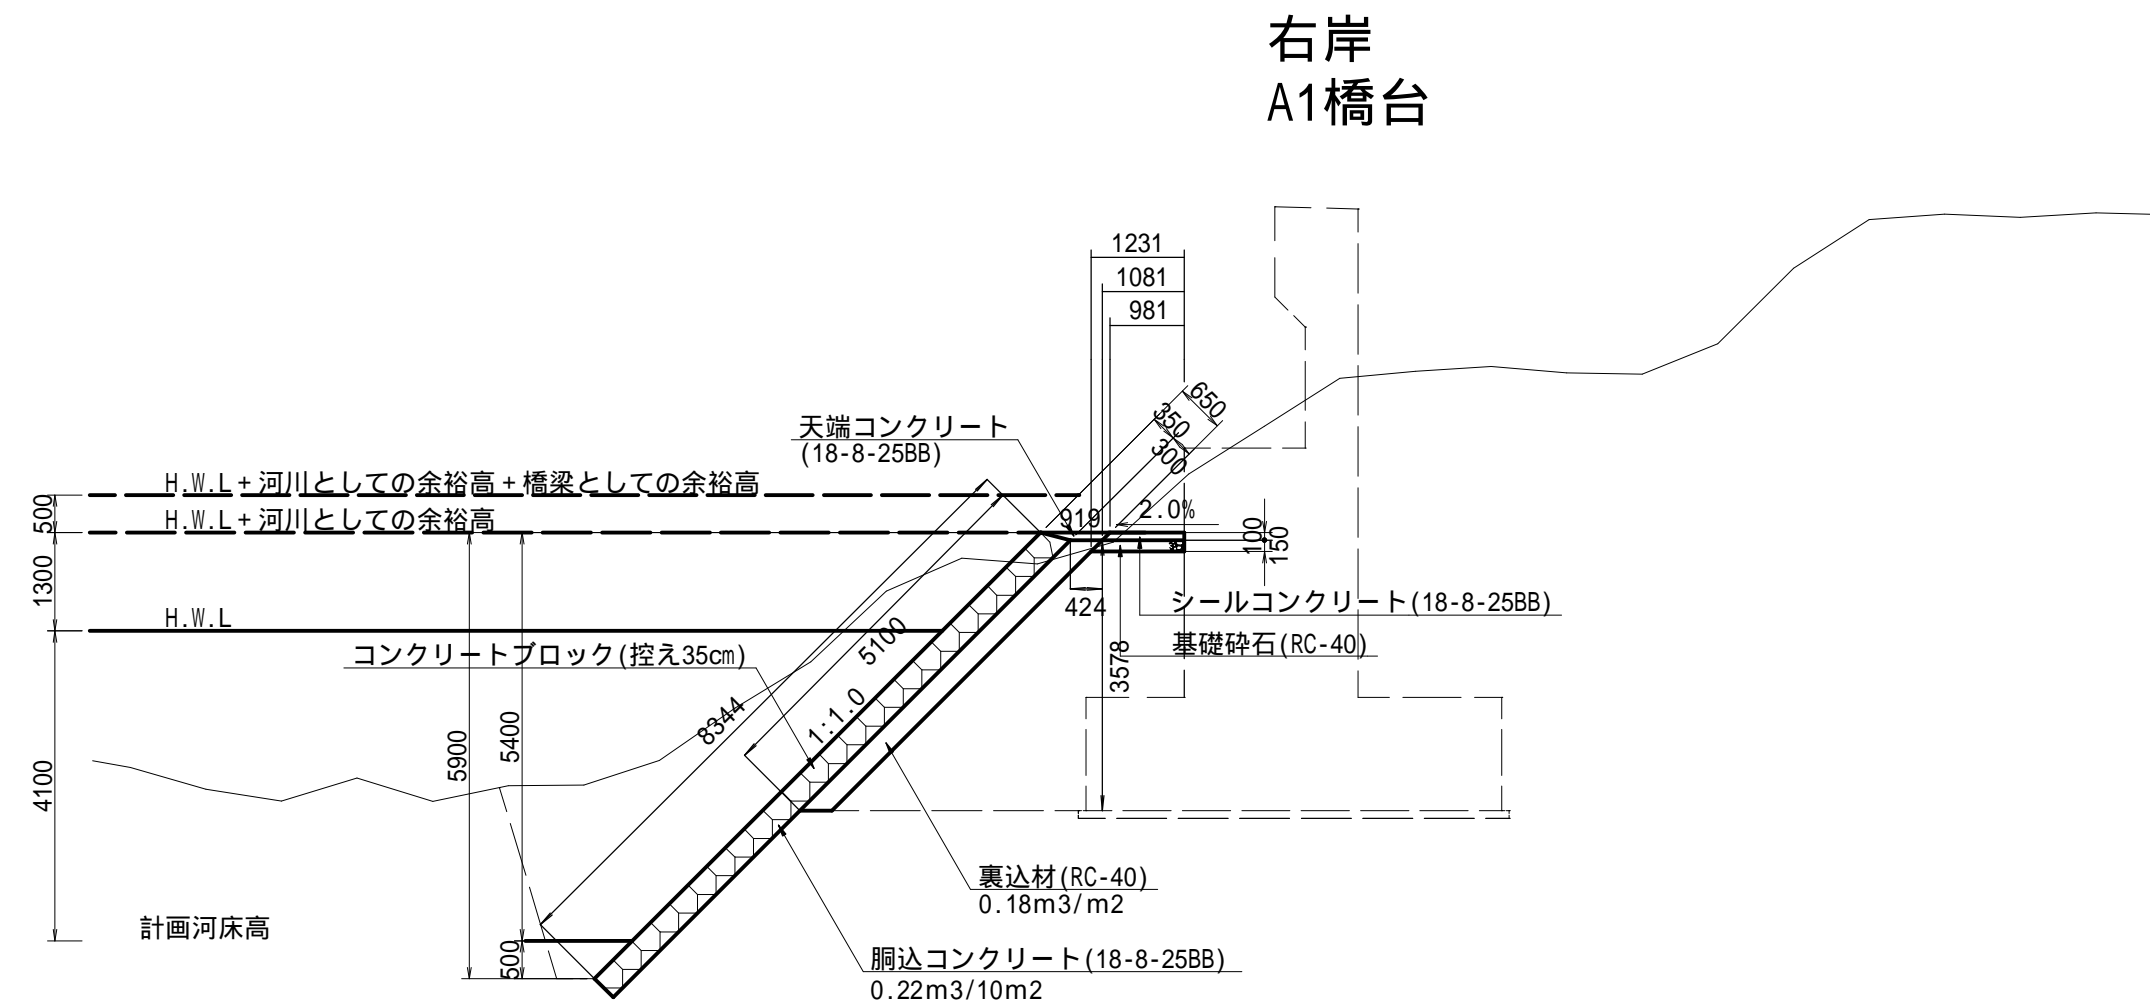 右岸
A1橋台
1231
1081
981
650
350
300
天端コンクリート
(18-8-25BB)
H.W.L+河川としての余裕高+橋梁としての余裕高
500
H.W.L+河川としての余裕高
919
2.0%
100
150
1300
H.W.L
424
シールコンクリート(18-8-25BB)
基礎砕石(RC-40)
3578
コンクリートブロック(控え35cm)
5100
8344
1:1.0
5900
5400
4100
裏込材(RC-40)
0.18m3/m2
計画河床高
500
胴込コンクリート(18-8-25BB)
0.22m3/10m2